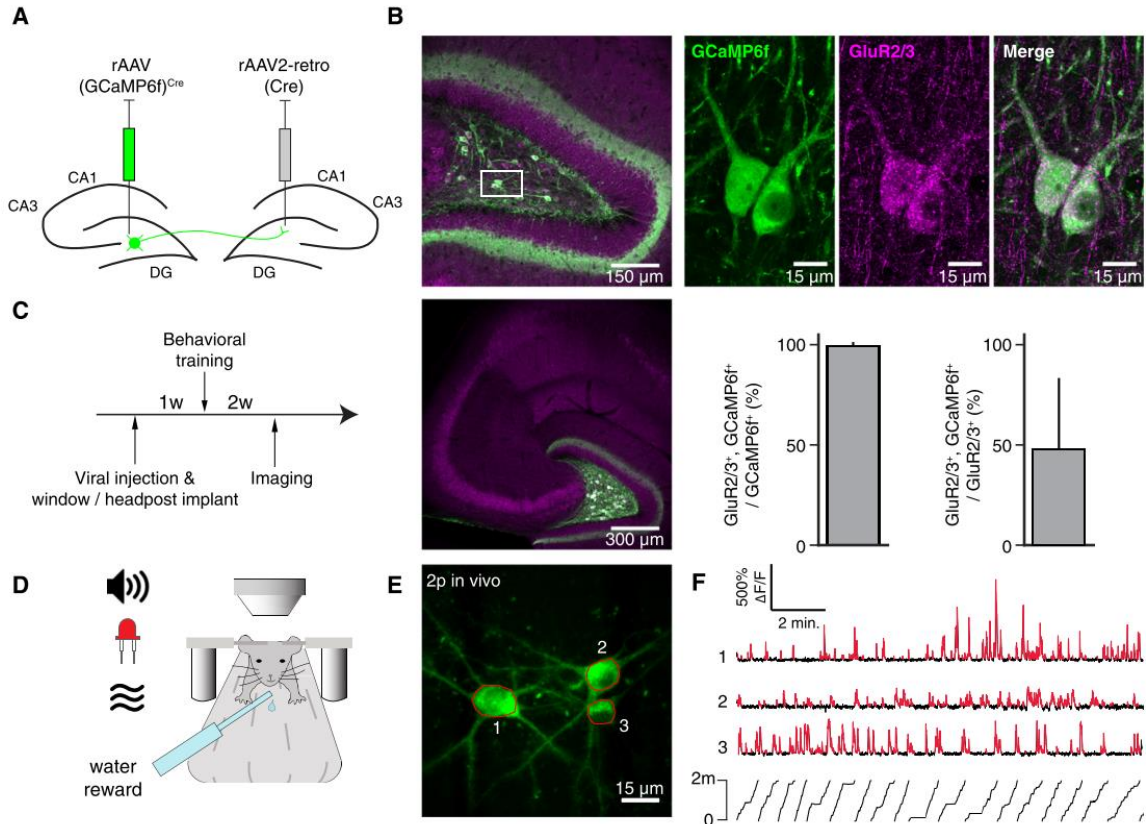 A
rAAV
(GCaMP6f)Cre
rAAV2-retro
(Cre)
CA1
CA1
CA3
CA3
DG
DG
B
GCaMP6f
GluR2/3
Merge
150 µm
15 µm
15 µm
15 µm
300 µm
100
50
0
GluR2/3+, GCaMP6f+
/ GCaMP6f+ (%)
100
50
0
GluR2/3+, GCaMP6f+
/ GluR2/3+ (%)
C
Behavioral
training
1w
2w
Viral injection &
window / headpost implant
Imaging
D
water
reward
E
2p in vivo
1
2
3
15 µm
F
500%
ΔF/F
2 min.
1
2
3
2m
0